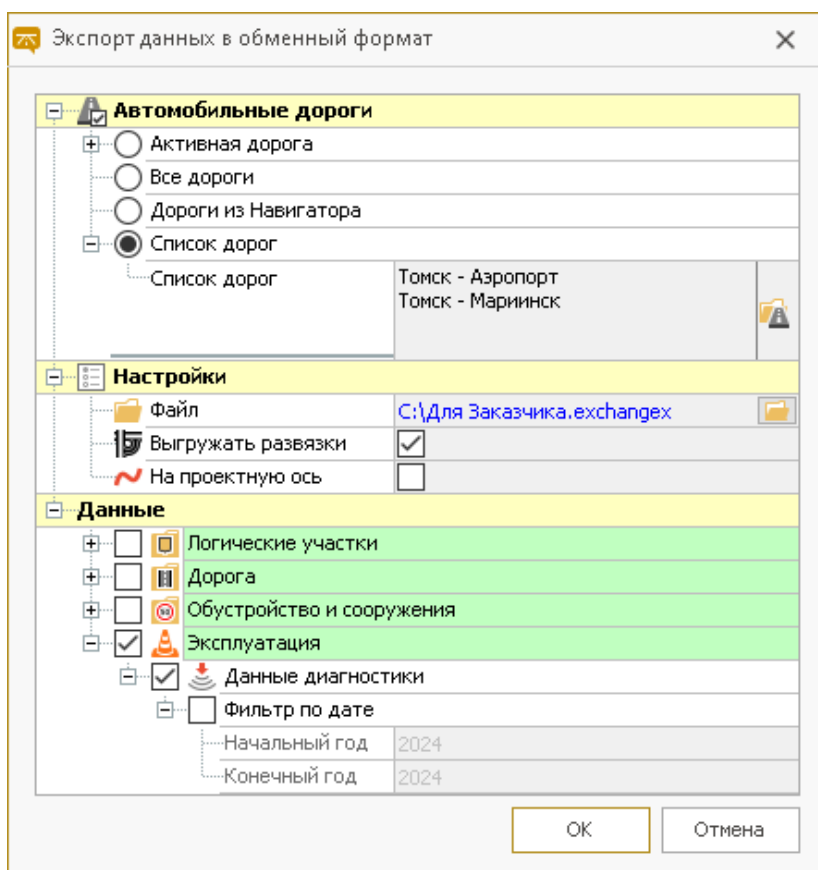 Экспорт данных в обменный формат
Автомобильные дороги
Активная дорога
Все дороги
Дороги из Навигатора
Список дорог
Список дорог
Томск - Аэропорт
Томск - Мариинск
Настройки
Файл C:\Для Заказчика.exchangex
Выгружать развязки
На проектную ось
Данные
Логические участки
Дорога
Обустройство и сооружения
Эксплуатация
Данные диагностики
Фильтр по дате
Начальный год 2024
Конечный год 2024
ОК Отмена